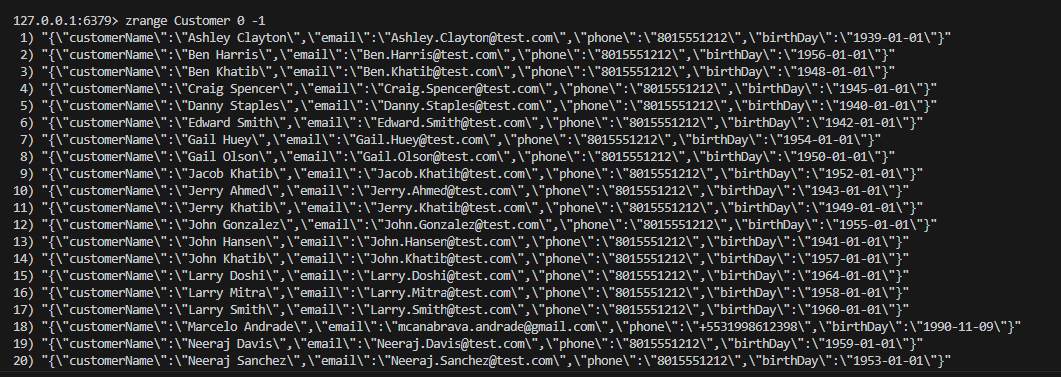 127.0.0.1:6379> zrange Customer 0 -1
1) "{\"customerName\":\"Ashley Clayton\",\"email\":\"Ashley.Clayton@test.com\",\"phone\":\"8015551212\",\"birthDay\":\"1939-01-01\"}"
2) "{\"customerName\":\"Ben Harris\",\"email\":\"Ben.Harris@test.com\",\"phone\":\"8015551212\",\"birthDay\":\"1956-01-01\"}"
3) "{\"customerName\":\"Ben Khatib\",\"email\":\"Ben.Khatib@test.com\",\"phone\":\"8015551212\",\"birthDay\":\"1948-01-01\"}"
4) "{\"customerName\":\"Craig Spencer\",\"email\":\"Craig.Spencer@test.com\",\"phone\":\"8015551212\",\"birthDay\":\"1945-01-01\"}"
5) "{\"customerName\":\"Danny Staples\",\"email\":\"Danny.Staples@test.com\",\"phone\":\"8015551212\",\"birthDay\":\"1940-01-01\"}"
6) "{\"customerName\":\"Edward Smith\",\"email\":\"Edward.Smith@test.com\",\"phone\":\"8015551212\",\"birthDay\":\"1942-01-01\"}"
7) "{\"customerName\":\"Gail Huey\",\"email\":\"Gail.Huey@test.com\",\"phone\":\"8015551212\",\"birthDay\":\"1954-01-01\"}"
8) "{\"customerName\":\"Gail Olson\",\"email\":\"Gail.Olson@test.com\",\"phone\":\"8015551212\",\"birthDay\":\"1950-01-01\"}"
9) "{\"customerName\":\"Jacob Khatib\",\"email\":\"Jacob.Khatib@test.com\",\"phone\":\"8015551212\",\"birthDay\":\"1952-01-01\"}"
10) "{\"customerName\":\"Jerry Ahmed\",\"email\":\"Jerry.Ahmed@test.com\",\"phone\":\"8015551212\",\"birthDay\":\"1943-01-01\"}"
11) "{\"customerName\":\"Jerry Khatib\",\"email\":\"Jerry.Khatib@test.com\",\"phone\":\"8015551212\",\"birthDay\":\"1949-01-01\"}"
12) "{\"customerName\":\"John Gonzalez\",\"email\":\"John.Gonzalez@test.com\",\"phone\":\"8015551212\",\"birthDay\":\"1955-01-01\"}"
13) "{\"customerName\":\"John Hansen\",\"email\":\"John.Hansen@test.com\",\"phone\":\"8015551212\",\"birthDay\":\"1941-01-01\"}"
14) "{\"customerName\":\"John Khatib\",\"email\":\"John.Khatib@test.com\",\"phone\":\"8015551212\",\"birthDay\":\"1957-01-01\"}"
15) "{\"customerName\":\"Larry Doshi\",\"email\":\"Larry.Doshi@test.com\",\"phone\":\"8015551212\",\"birthDay\":\"1964-01-01\"}"
16) "{\"customerName\":\"Larry Mitra\",\"email\":\"Larry.Mitra@test.com\",\"phone\":\"8015551212\",\"birthDay\":\"1958-01-01\"}"
17) "{\"customerName\":\"Larry Smith\",\"email\":\"Larry.Smith@test.com\",\"phone\":\"8015551212\",\"birthDay\":\"1960-01-01\"}"
18) "{\"customerName\":\"Marcelo Andrade\",\"email\":\"mcanabrava.andrade@gmail.com\",\"phone\":\"+5531998612398\",\"birthDay\":\"1990-11-09\"}"
19) "{\"customerName\":\"Neeraj Davis\",\"email\":\"Neeraj.Davis@test.com\",\"phone\":\"8015551212\",\"birthDay\":\"1959-01-01\"}"
20) "{\"customerName\":\"Neeraj Sanchez\",\"email\":\"Neeraj.Sanchez@test.com\",\"phone\":\"8015551212\",\"birthDay\":\"1953-01-01\"}"